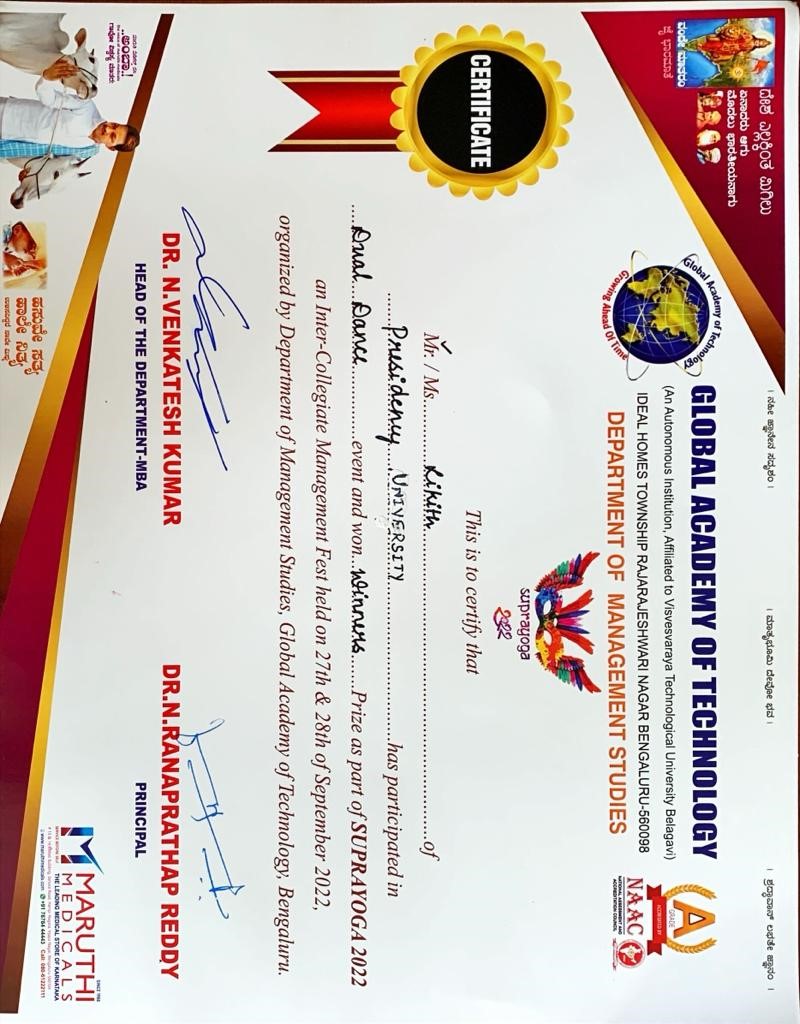 ದೇಶ ಎಲ್ಲಕ್ಕಿಂತ ಮಿಗಿಲು
ಏನಾದರು ಆಗು
ಮೊದಲು ಭಾರತೀಯನಾಗು
ವಂದೇ ಮಾತರಂ
ಜೈ ಭಾರಮಾತೆ
। ನಹೀ ಜ್ಞಾನೇನ ಸದೃಶಂ ।
। ಮಾತೃಭೂಮಿ ದೇವೋ ಭವ ।
। ಶ್ರದ್ಧಾವಾನ್ ಲಭತೇ ಜ್ಞಾನಂ ।
Global Academy of Technology
Growing Ahead Of Time
GLOBAL ACADEMY OF TECHNOLOGY
(An Autonomous Institution, Affiliated to Visvesvaraya Technological University Belagavi)
IDEAL HOMES TOWNSHIP RAJARAJESHWARI NAGAR BENGALURU-560098
DEPARTMENT OF MANAGEMENT STUDIES
A
GRADE
ACCREDITED BY
NAAC
NATIONAL ASSESSMENT AND
ACCREDITATION COUNCIL
suprayoga
2022
CERTIFICATE
This is to certify that
Mr. / Ms. Likith of
Presidency UNIVERSITY has participated in
Dual Dance event and won Winners Prize as part of SUPRAYOGA 2022
an Inter-Collegiate Management Fest held on 27th & 28th of September 2022,
organized by Department of Management Studies, Global Academy of Technology, Bengaluru.
DR. N.VENKATESH KUMAR
HEAD OF THE DEPARTMENT-MBA
DR.N.RANAPRATHAP REDDY
PRINCIPAL
..ಅಂಬಾ.!
ಗಾವೋ ವಿಶ್ವಸ್ಯ ಮಾತರಃ
ಹಸುವೇ ಸತ್ಯ
ಹಾಲೇ ನಿತ್ಯ
SINCE 1984
MARUTHI
MEDICALS
SERVICE BEFORE SELF
THE LEADING MEDICAL STORE OF KARNATAKA
www.maruthimedicals.com +91 76764 44443 Call: 080-61222111